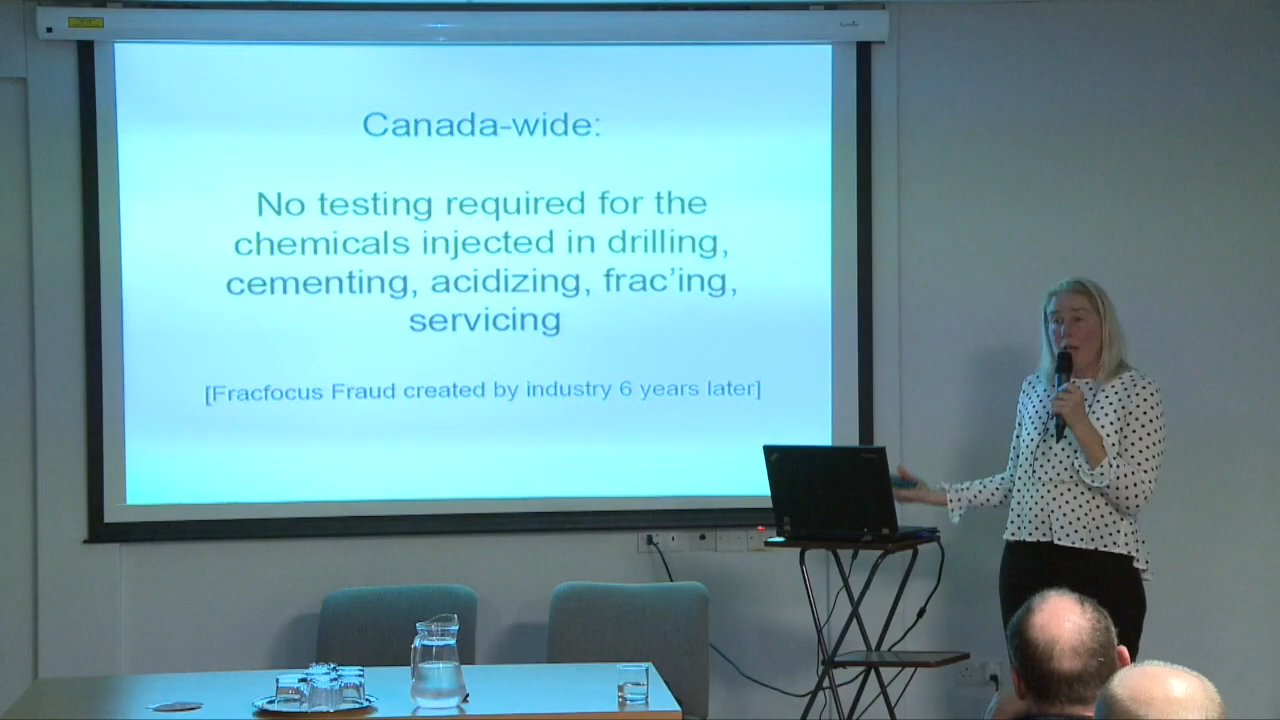 Canada-wide:
No testing required for the
chemicals injected in drilling,
cementing, acidizing, frac'ing,
servicing
[Fracfocus Fraud created by industry 6 years later]